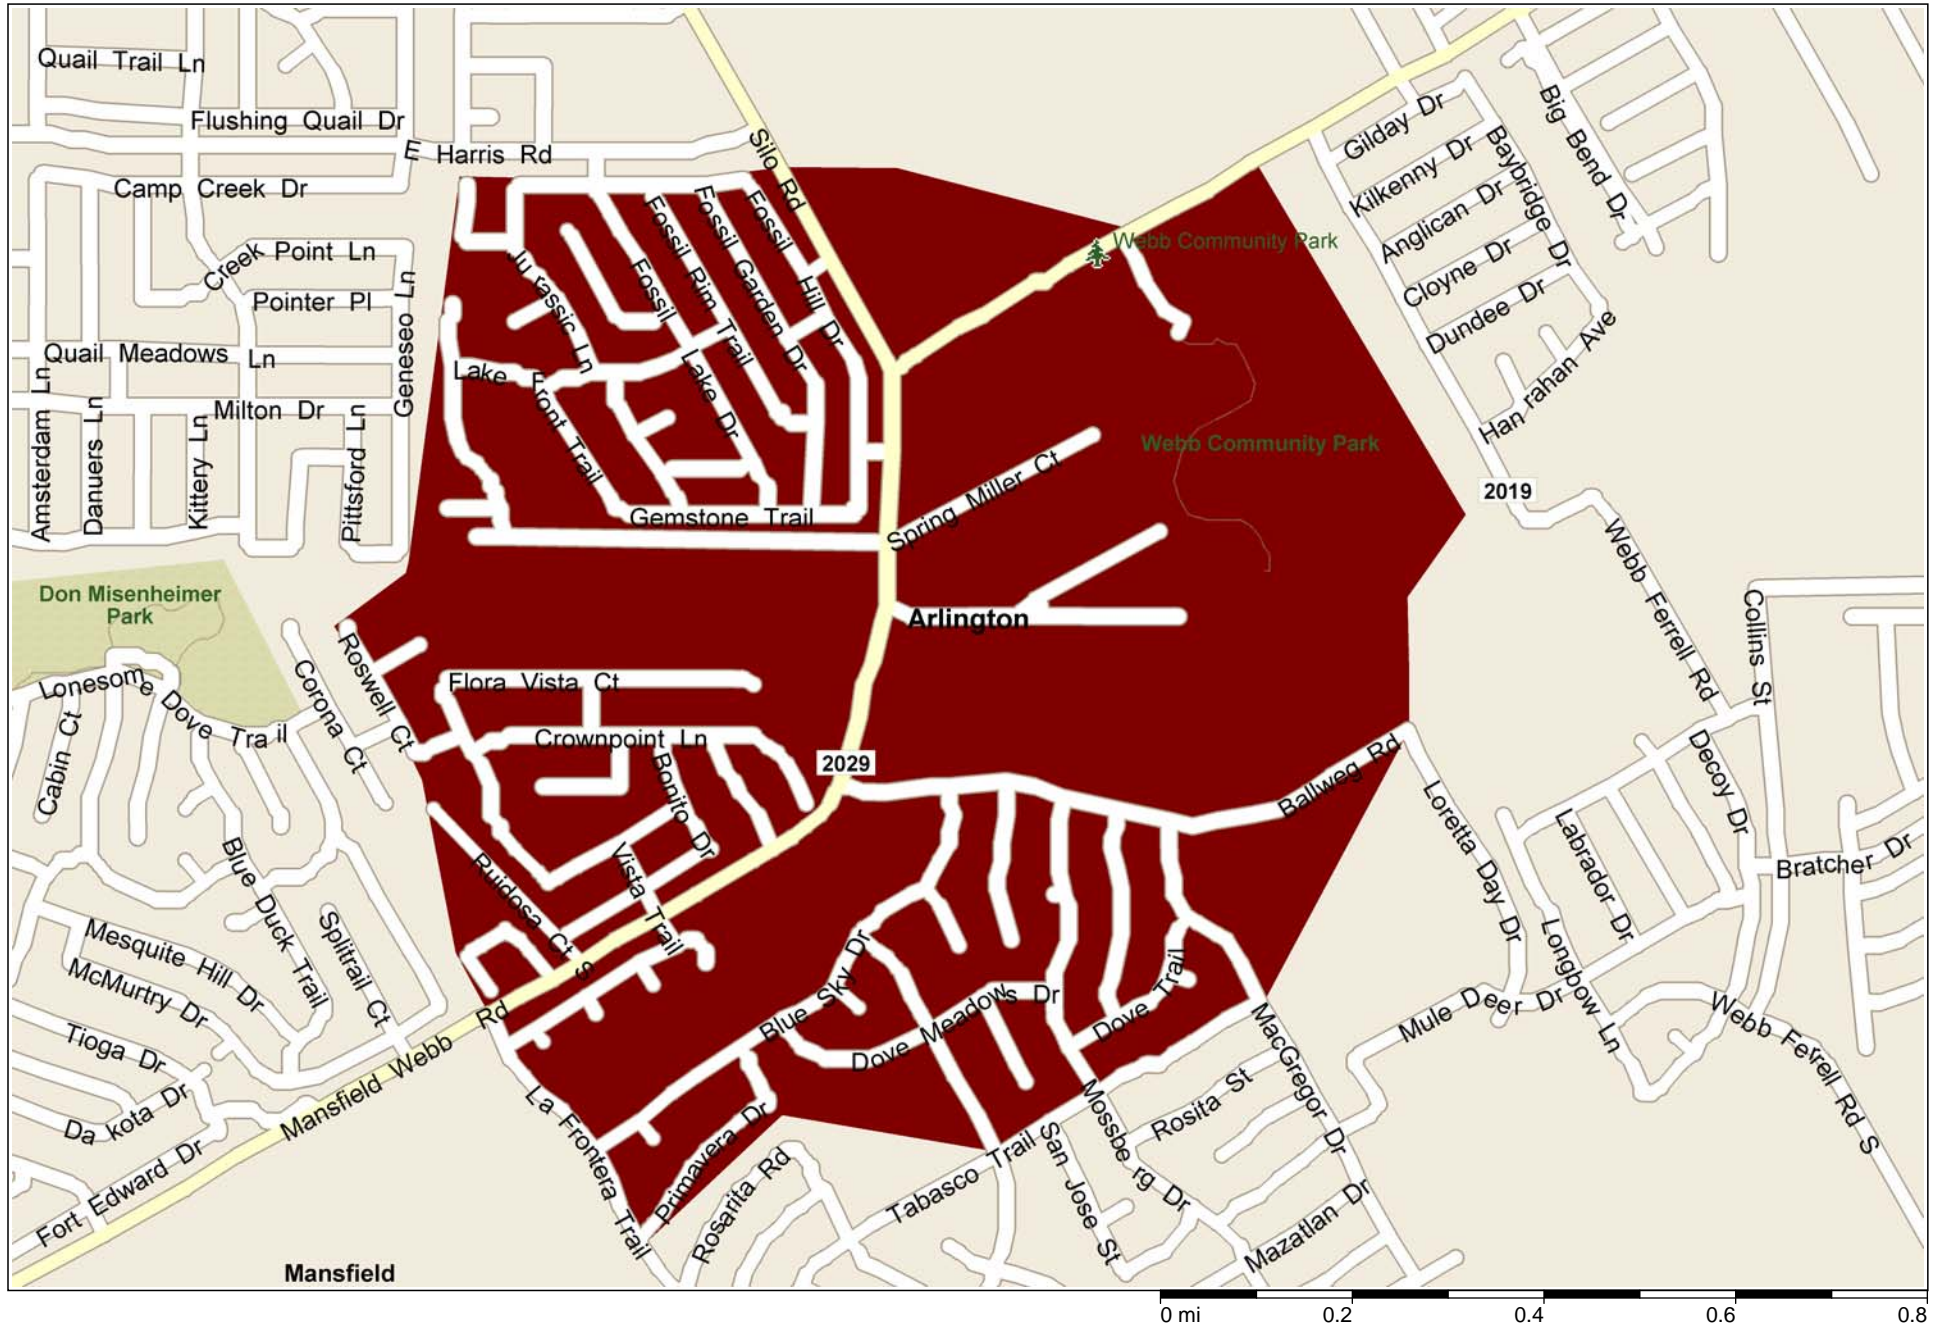 Quail Trail Ln
Flushing Quail Dr
E Harris Rd
Camp Creek Dr
Creek Point Ln
Pointer Pl
Geneseo Ln
Quail Meadows Ln
Milton Dr
Amsterdam Ln
Danuers Ln
Kittery Ln
Pittsford Ln
Silo Rd
Jurassic Ln
Fossil Lake Dr
Fossil Rim Trail
Fossil Garden Dr
Fossil Hill Dr
Lake Front Trail
Gemstone Trail
Spring Miller Ct
Webb Community Park
Webb Community Park
Gilday Dr
Kilkenny Dr
Anglican Dr
Cloyne Dr
Dundee Dr
Baybridge Dr
Big Bend Dr
Hanrahan Ave
2019
Webb Ferrell Rd
Collins St
Don Misenheimer
Park
Lonesome Dove Trail
Cabin Ct
Corona Ct
Roswell Ct
Flora Vista Ct
Crownpoint Ln
Bonito Dr
Vista Trail
Ruidosa Ct S
Arlington
2029
Ballweg Rd
Loretta Day Dr
Labrador Dr
Decoy Dr
Bratcher Dr
Longbow Ln
Mule Deer Dr
Webb Ferrell Rd S
Blue Duck Trail
Splitrail Ct
Mesquite Hill Dr
McMurtry Dr
Tioga Dr
Dakota Dr
Fort Edward Dr
Mansfield Webb Rd
Blue Sky Dr
Dove Meadows Dr
Dove Trail
La Frontera Trail
Primavera Dr
Rosarita Rd
Tabasco Trail
San Jose St
Mossberg Dr
Rosita St
MacGregor Dr
Mazatlan Dr
Mansfield
0 mi 0.2 0.4 0.6 0.8